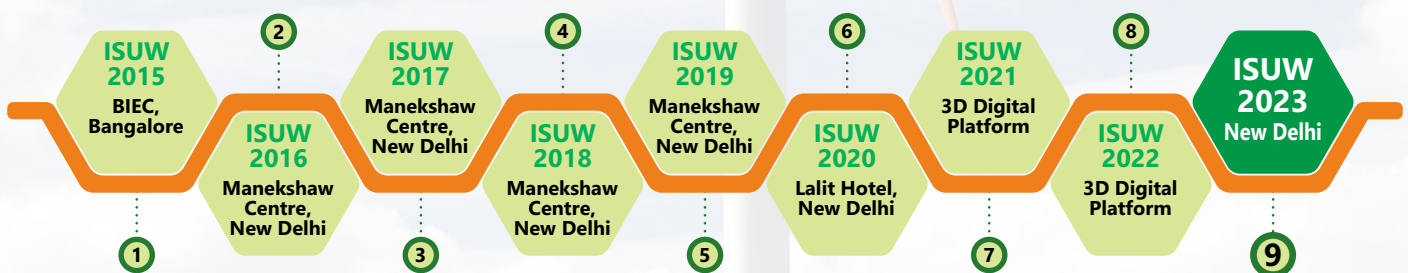 1
ISUW
2015
BIEC,
Bangalore
2
ISUW
2016
Manekshaw
Centre,
New Delhi
3
ISUW
2017
Manekshaw
Centre,
New Delhi
4
ISUW
2018
Manekshaw
Centre,
New Delhi
5
ISUW
2019
Manekshaw
Centre,
New Delhi
6
ISUW
2020
Lalit Hotel,
New Delhi
7
ISUW
2021
3D Digital
Platform
8
ISUW
2022
3D Digital
Platform
9
ISUW
2023
New Delhi